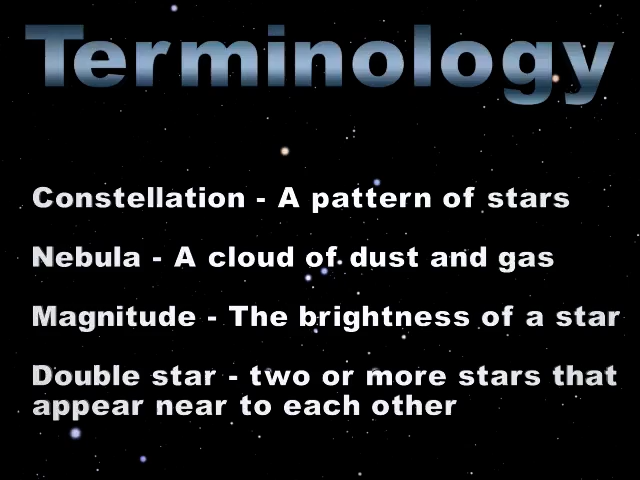 Terminology
Constellation - A pattern of stars
Nebula - A cloud of dust and gas
Magnitude - The brightness of a star
Double star - two or more stars that
appear near to each other